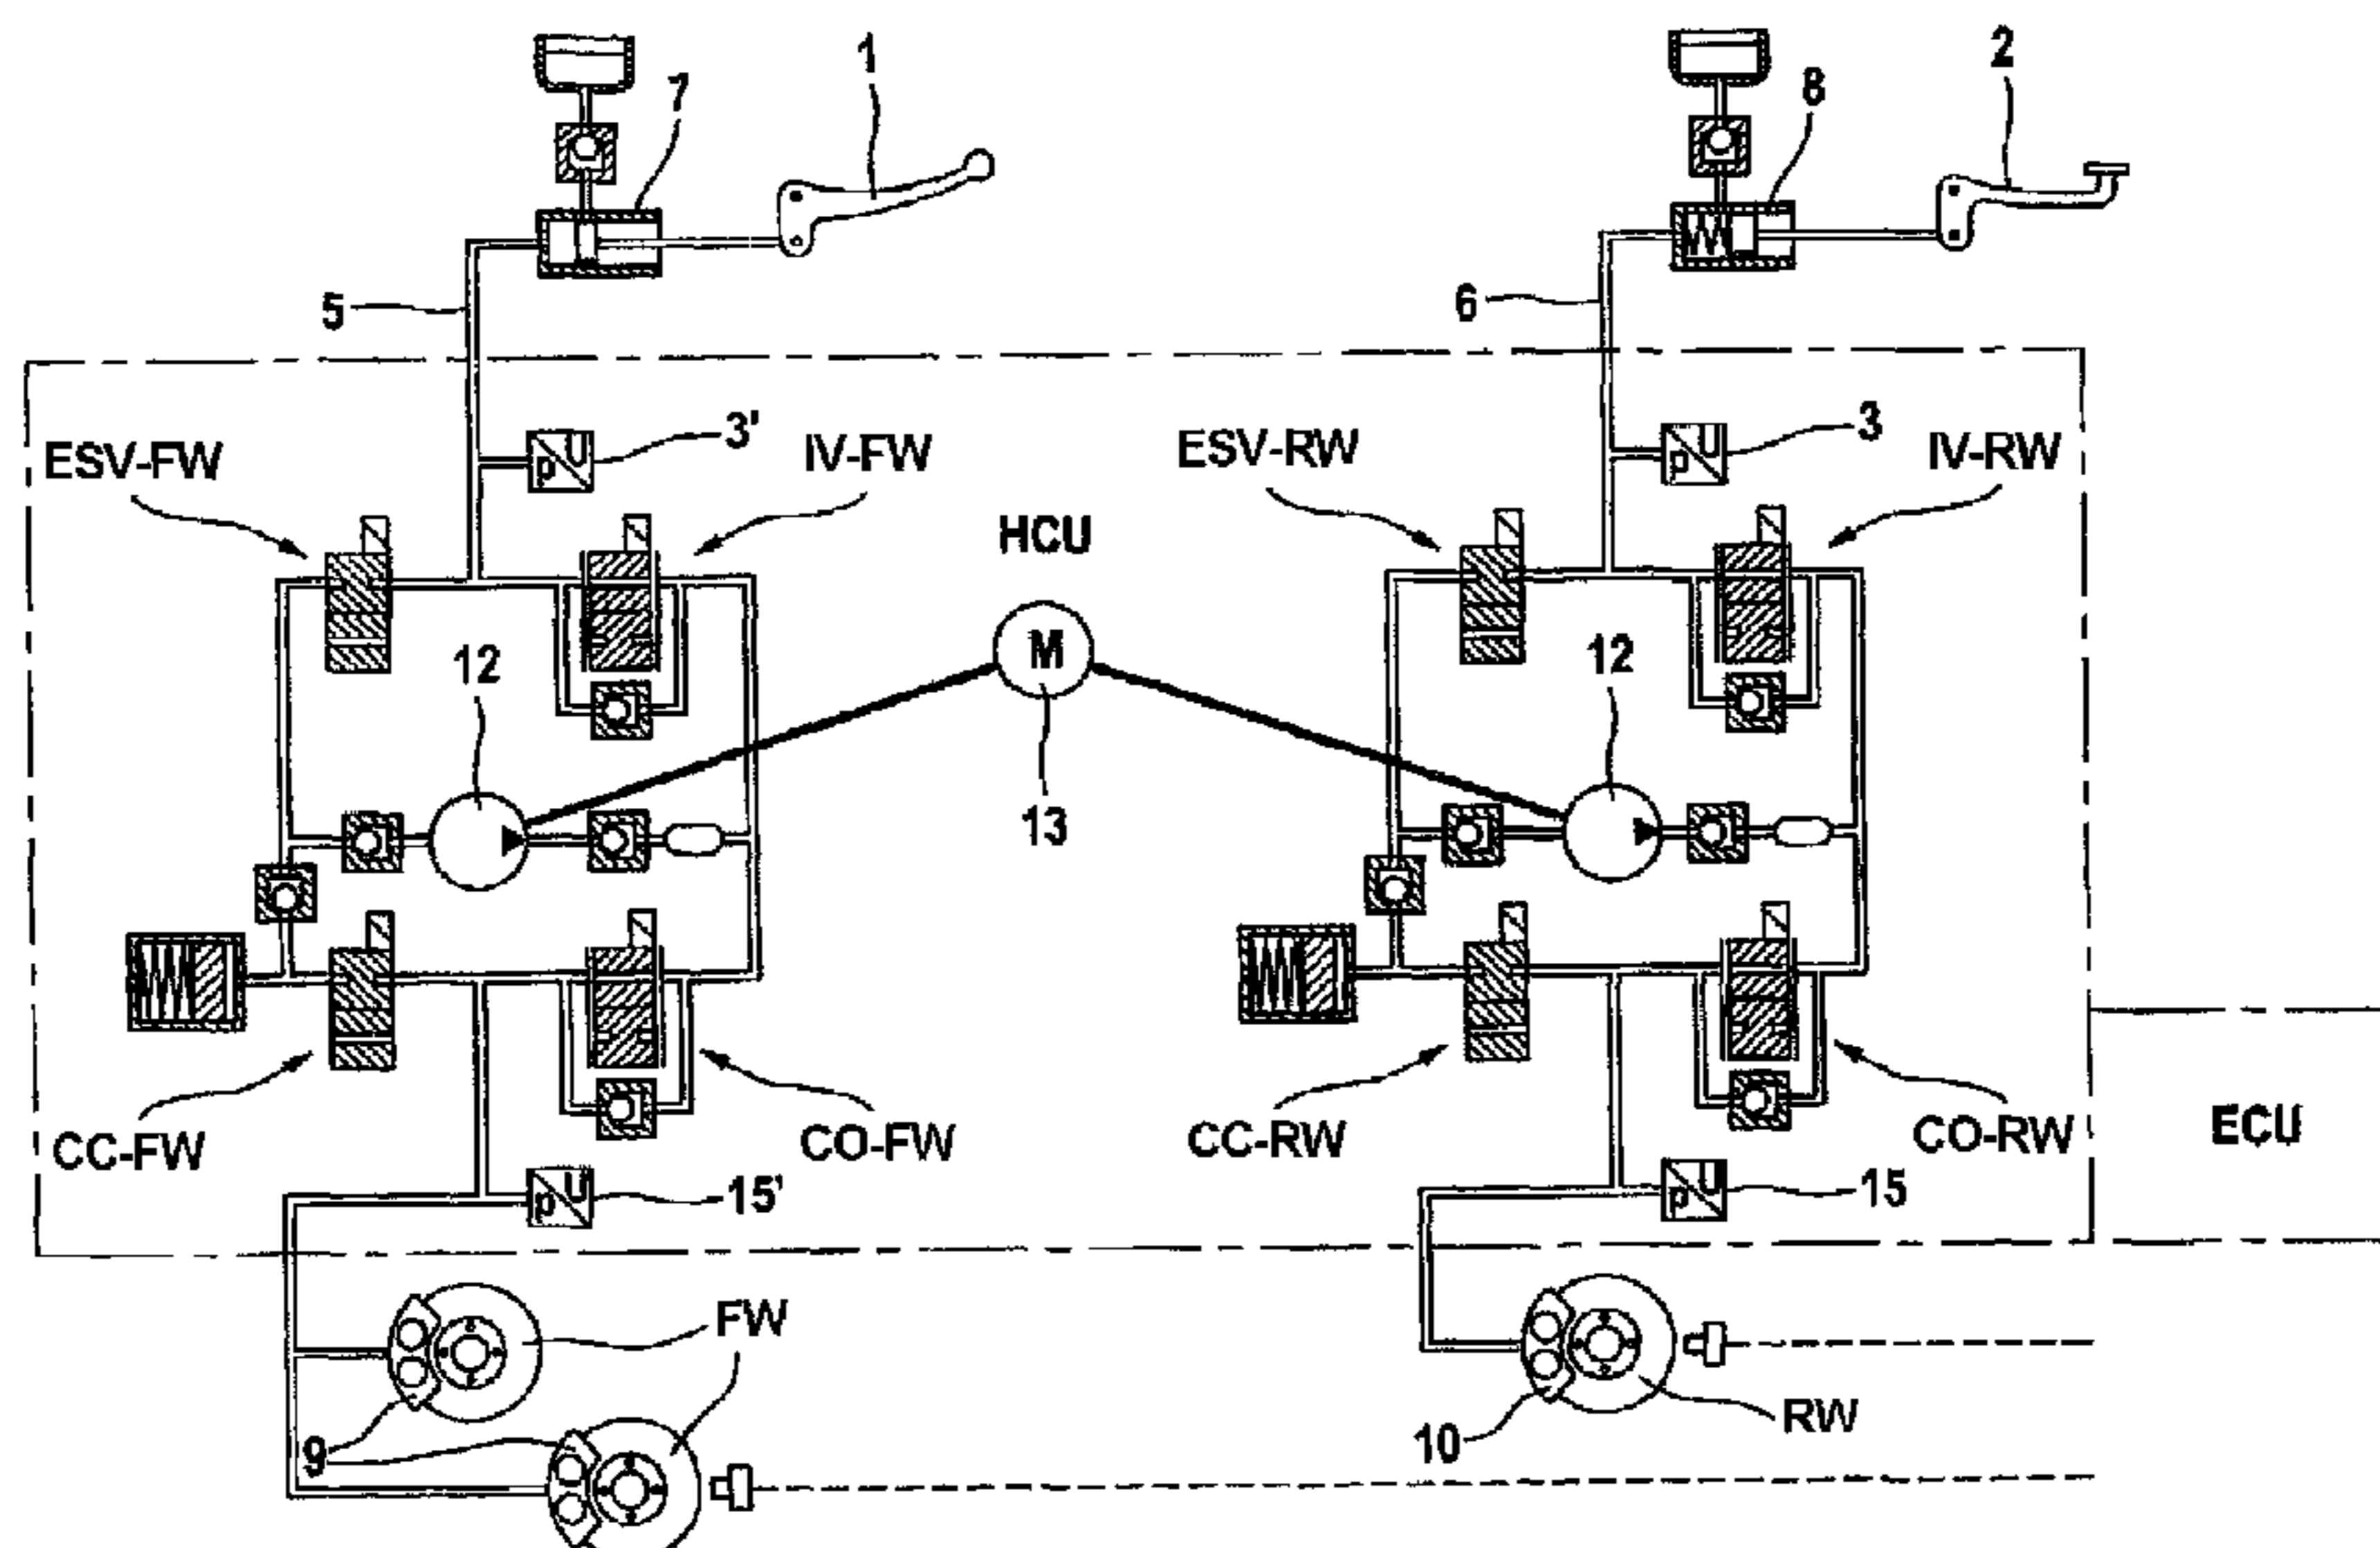 1
2
7
8
5
6
3'
3
ESV-FW
IV-FW
ESV-RW
IV-RW
HCU
p U
p U
12
M
12
13
CC-FW
CO-FW
CC-RW
CO-RW
ECU
p U
15'
p U
15
FW
9
10
RW